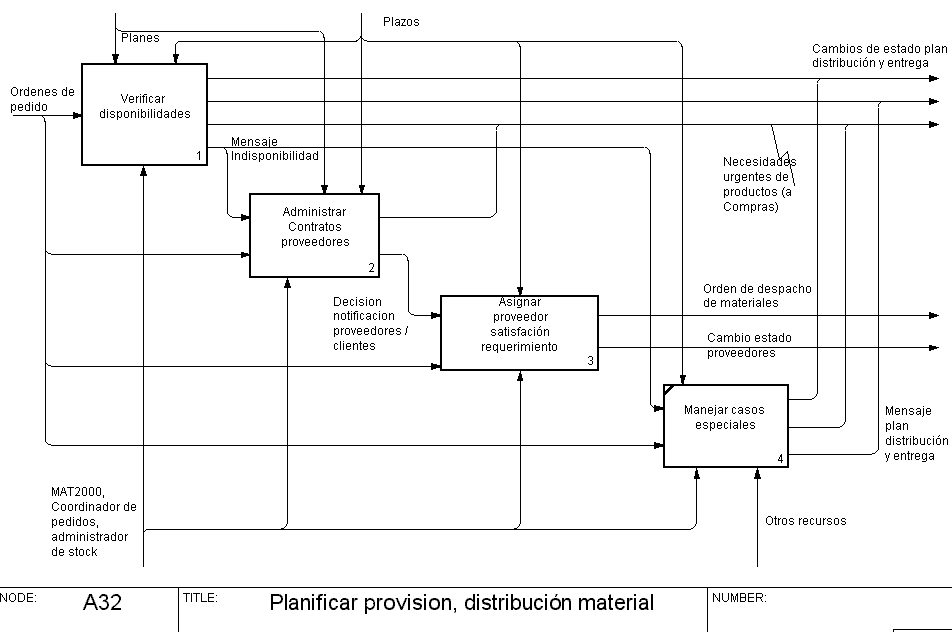 Plazos
Planes
Cambios de estado plan
distribución y entrega
Ordenes de
pedido
Verificar
disponibilidades
1
Mensaje
Indisponibilidad
Necesidades
urgentes de
productos (a
Compras)
Administrar
Contratos
proveedores
2
Decision
notificacion
proveedores /
clientes
Asignar
proveedor
satisfacción
requerimiento
3
Orden de despacho
de materiales
Cambio estado
proveedores
Manejar casos
especiales
4
Mensaje
plan
distribución
y entrega
MAT2000,
Coordinador de
pedidos,
administrador
de stock
Otros recursos
NODE:
A32
TITLE:
Planificar provision, distribución material
NUMBER: